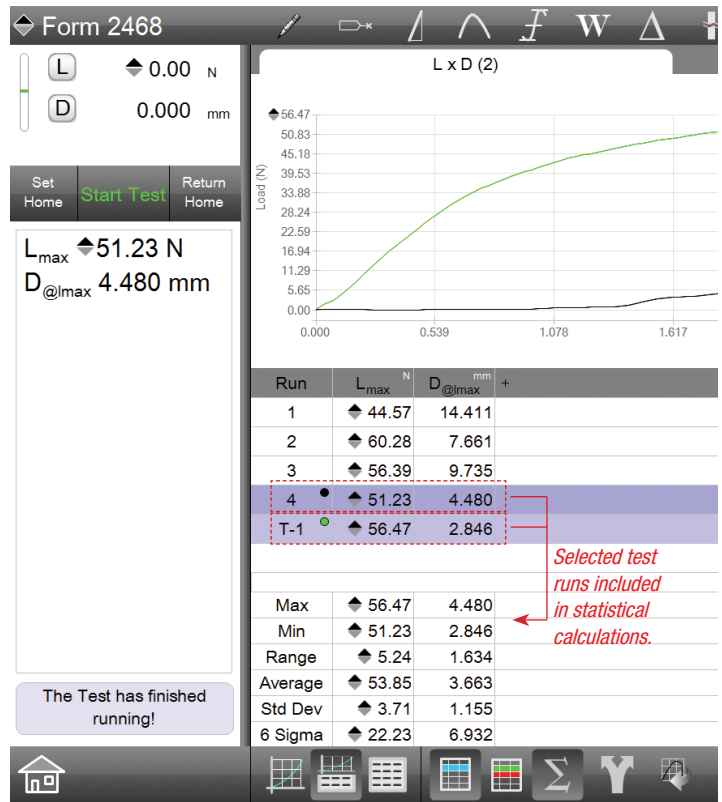 Form 2468
W
L 0.00 N
D 0.000 mm
Set Home
Start Test
Return Home
Lmax 51.23 N
D@lmax 4.480 mm
The Test has finished
running!
L x D (2)
Load (N)
56.47
50.83
45.18
39.53
33.88
28.24
22.59
16.94
11.29
5.65
0.00
0.000 0.539 1.078 1.617
Run Lmax N D@lmax mm +
1 44.57 14.411
2 60.28 7.661
3 56.39 9.735
4 51.23 4.480
T-1 56.47 2.846
Selected test
runs included
in statistical
calculations.
Max 56.47 4.480
Min 51.23 2.846
Range 5.24 1.634
Average 53.85 3.663
Std Dev 3.71 1.155
6 Sigma 22.23 6.932
Σ